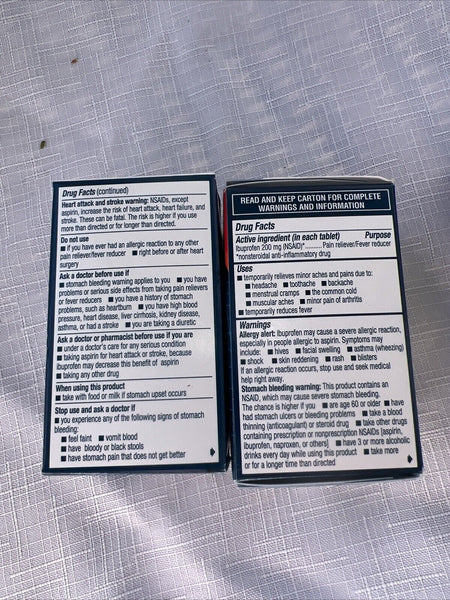 Drug Facts (continued)
Heart attack and stroke warning: NSAIDs, except
aspirin, increase the risk of heart attack, heart failure, and
stroke. These can be fatal. The risk is higher if you use
more than directed or for longer than directed.
Do not use
■ if you have ever had an allergic reaction to any other
pain reliever/fever reducer ■ right before or after heart
surgery
Ask a doctor before use if
■ stomach bleeding warning applies to you ■ you have
problems or serious side effects from taking pain relievers
or fever reducers ■ you have a history of stomach
problems, such as heartburn ■ you have high blood
pressure, heart disease, liver cirrhosis, kidney disease,
asthma, or had a stroke ■ you are taking a diuretic
Ask a doctor or pharmacist before use if you are
■ under a doctor's care for any serious condition
■ taking aspirin for heart attack or stroke, because
ibuprofen may decrease this benefit of aspirin
■ taking any other drug
When using this product
■ take with food or milk if stomach upset occurs
Stop use and ask a doctor if
■ you experience any of the following signs of stomach
bleeding:
■ feel faint ■ vomit blood
■ have bloody or black stools
■ have stomach pain that does not get better
READ AND KEEP CARTON FOR COMPLETE
WARNINGS AND INFORMATION
Drug Facts
Active ingredient (in each tablet) Purpose
Ibuprofen 200 mg (NSAID)*......... Pain reliever/Fever reducer
*nonsteroidal anti-inflammatory drug
Uses
■ temporarily relieves minor aches and pains due to:
■ headache ■ toothache ■ backache
■ menstrual cramps ■ the common cold
■ muscular aches ■ minor pain of arthritis
■ temporarily reduces fever
Warnings
Allergy alert: Ibuprofen may cause a severe allergic reaction,
especially in people allergic to aspirin. Symptoms may
include: ■ hives ■ facial swelling ■ asthma (wheezing)
■ shock ■ skin reddening ■ rash ■ blisters
If an allergic reaction occurs, stop use and seek medical
help right away.
Stomach bleeding warning: This product contains an
NSAID, which may cause severe stomach bleeding.
The chance is higher if you ■ are age 60 or older ■ have
had stomach ulcers or bleeding problems ■ take a blood
thinning (anticoagulant) or steroid drug ■ take other drugs
containing prescription or nonprescription NSAIDs [aspirin,
ibuprofen, naproxen, or others] ■ have 3 or more alcoholic
drinks every day while using this product ■ take more
or for a longer time than directed